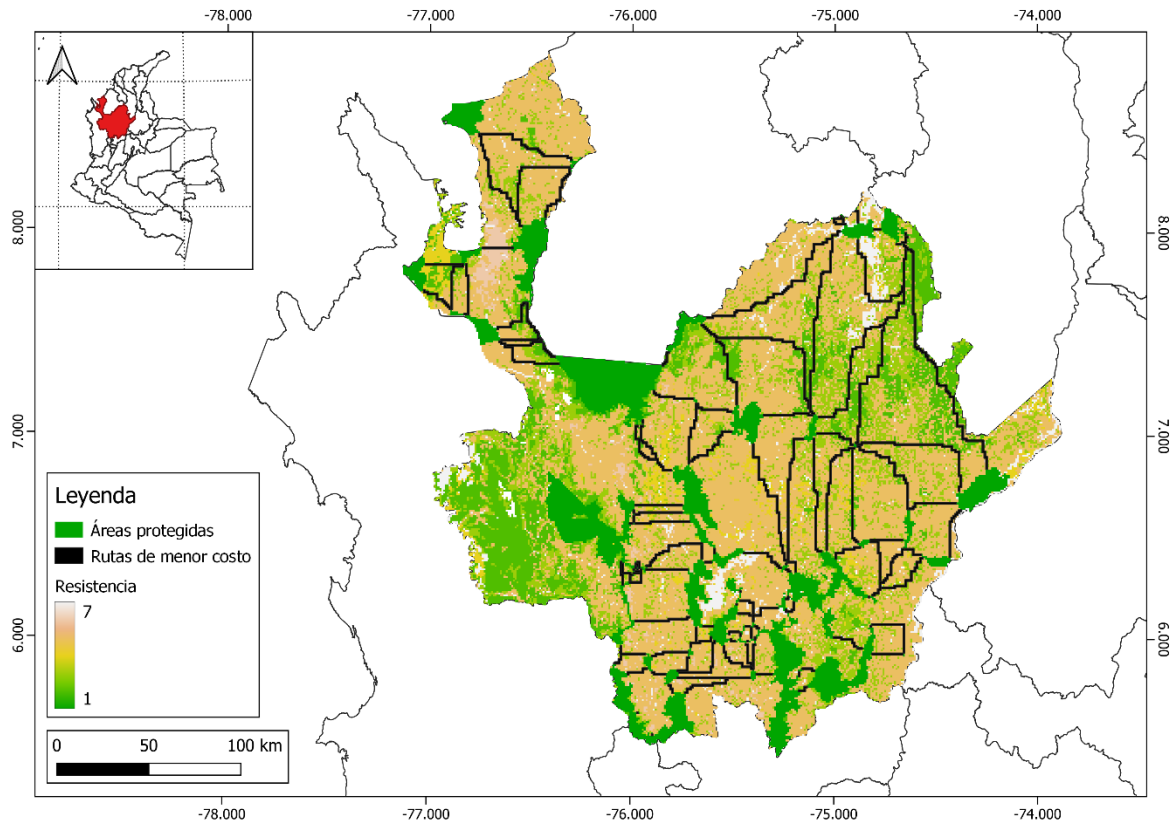 -78.000 -77.000 -76.000 -75.000 -74.000
8.000 8.000
7.000 7.000
6.000 6.000
Leyenda
Áreas protegidas
Rutas de menor costo
Resistencia
7
1
0 50 100 km
-78.000 -77.000 -76.000 -75.000 -74.000